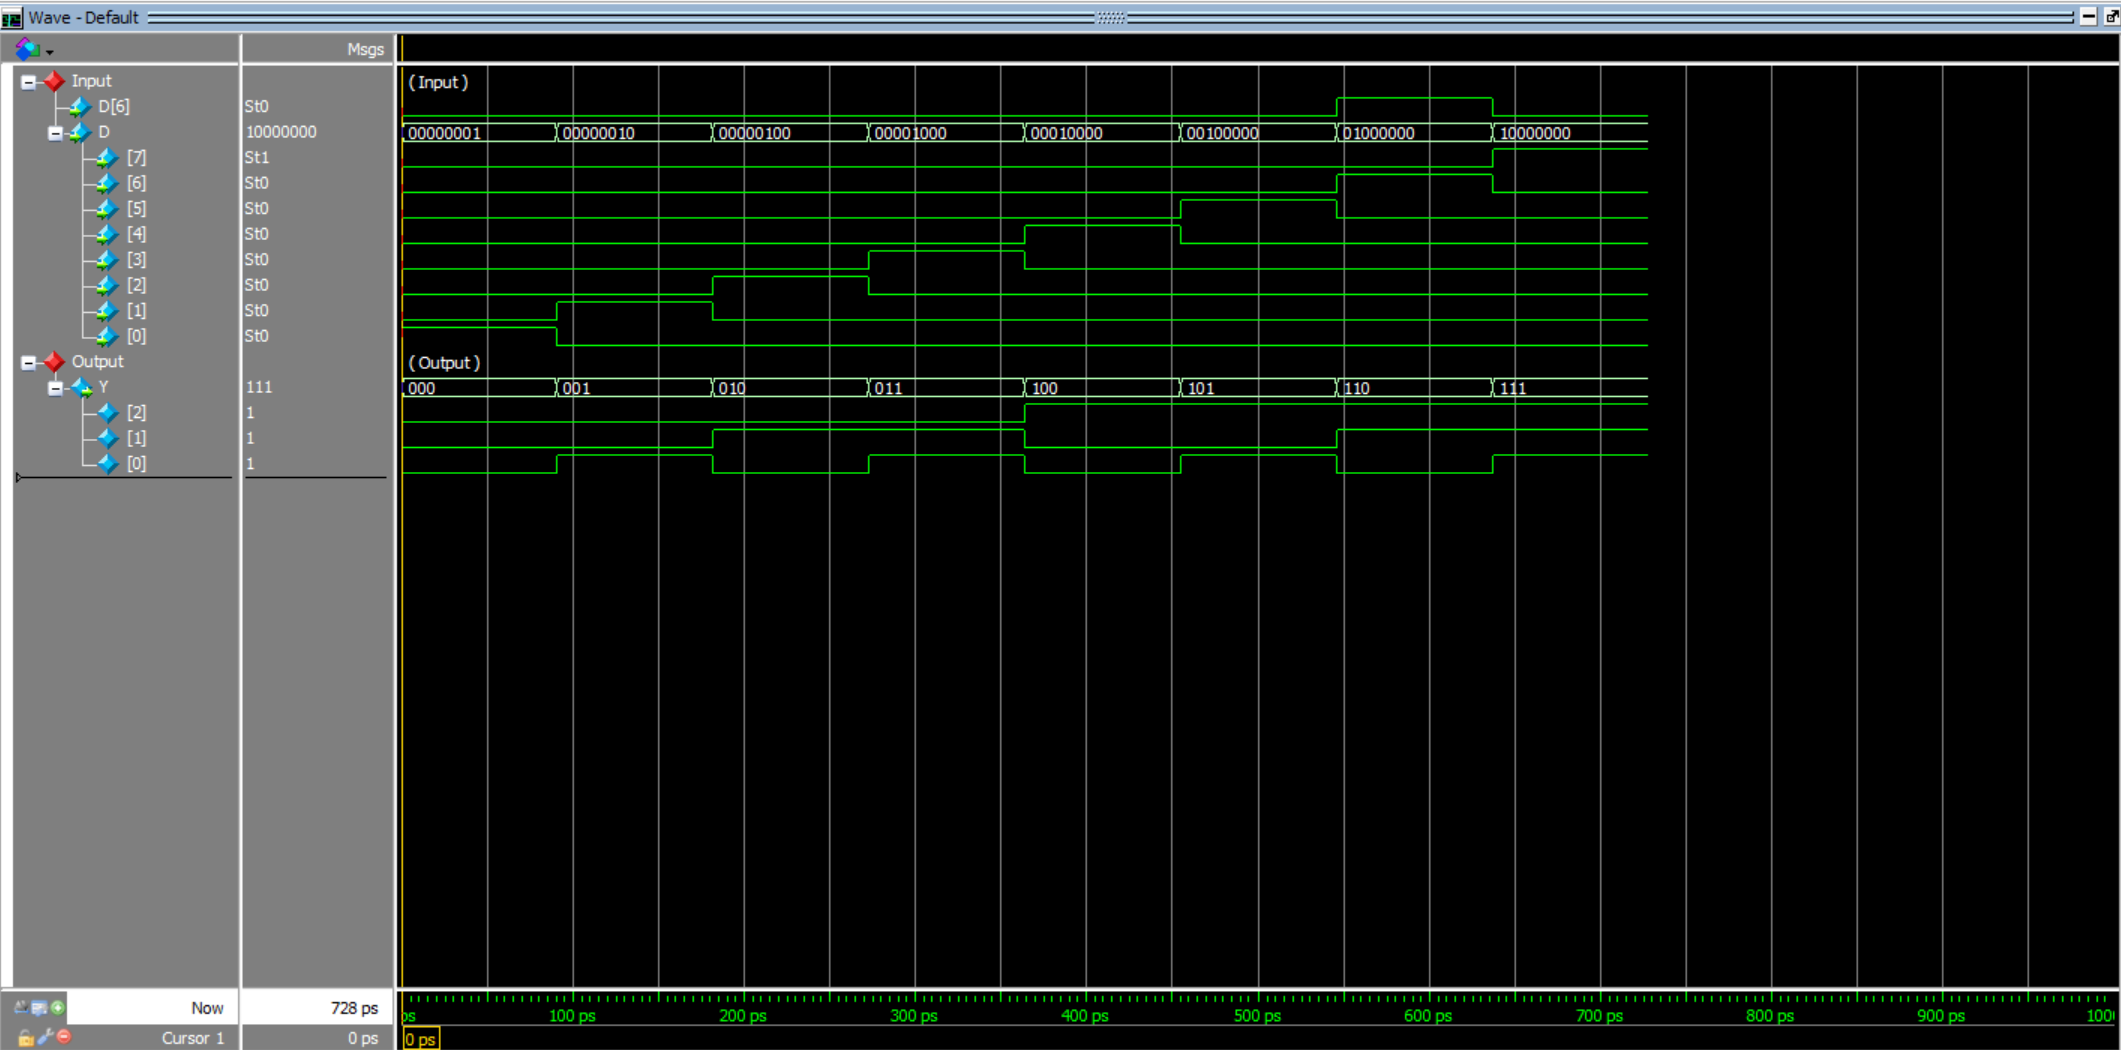 Wave - Default
Msgs
Input
(Input)
D[6] St0
D 10000000 00000001 00000010 00000100 00001000 00010000 00100000 01000000 10000000
[7] St1
[6] St0
[5] St0
[4] St0
[3] St0
[2] St0
[1] St0
[0] St0
Output (Output)
Y 111 000 001 010 011 100 101 110 111
[2] 1
[1] 1
[0] 1
Now 728 ps ps 100 ps 200 ps 300 ps 400 ps 500 ps 600 ps 700 ps 800 ps 900 ps 100
Cursor 1 0 ps 0 ps